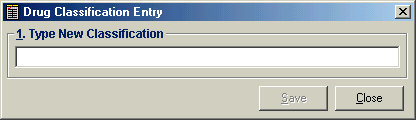 Drug Classification Entry
1. Type New Classification
Save Close